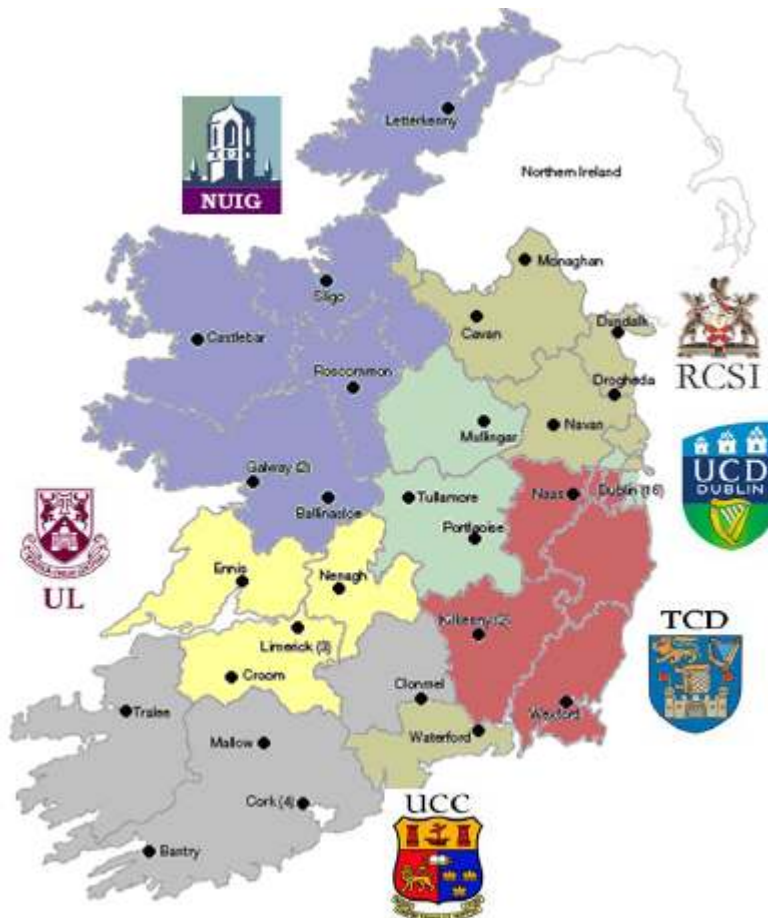 Letterkenny
NUIG
Northern Ireland
Monaghan
Sligo
Cavan
Dundalk
Castlebar
RCSI
Roscommon
Drogheda
Mullingar
Navan
Galway (2)
UCD
DUBLIN
Naas
Dublin (16)
Ballinasloe
Tullamore
Portlaoise
Ennis
Nenagh
UL
Kilkenny (2)
TCD
Limerick (3)
Croom
Clonmel
Wexford
Tralee
Mallow
Waterford
UCC
Cork (4)
Bantry